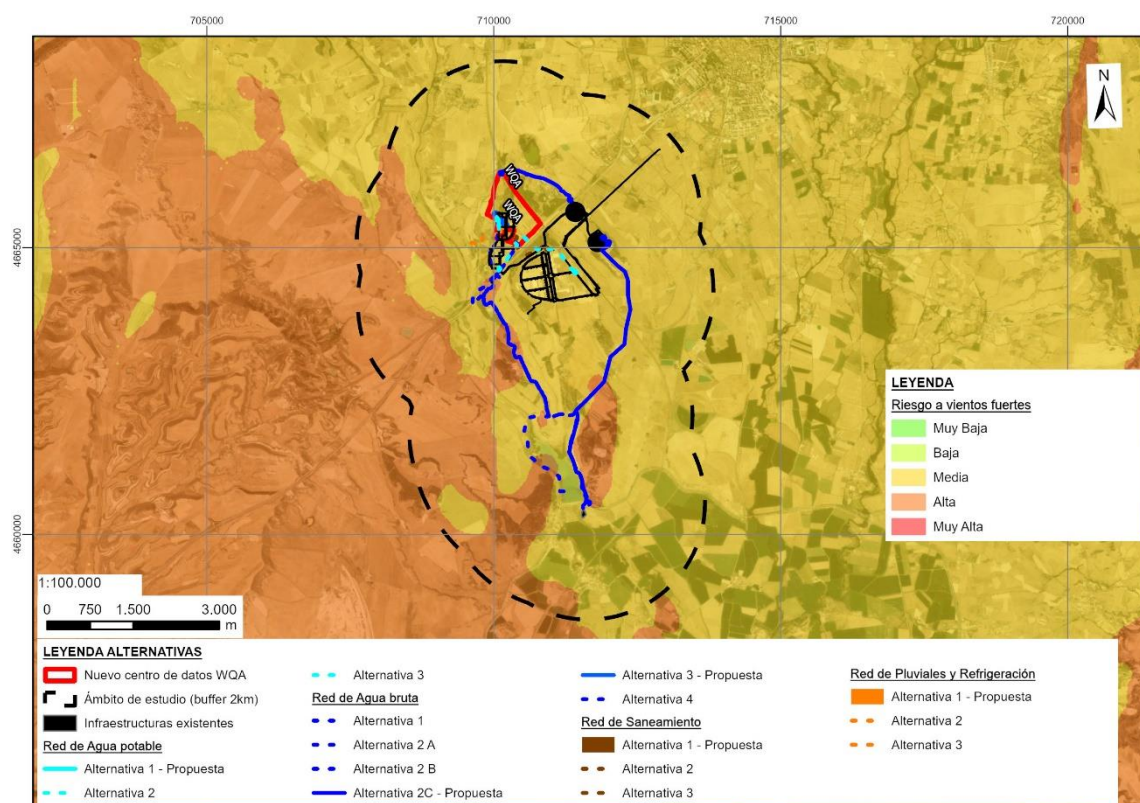 705000
710000
715000
720000
N
WQA
WQA
4665000
4660000
LEYENDA
Riesgo a vientos fuertes
Muy Baja
Baja
Media
Alta
Muy Alta
1:100.000
0 750 1.500 3.000
m
LEYENDA ALTERNATIVAS
Nuevo centro de datos WQA
Ámbito de estudio (buffer 2km)
Infraestructuras existentes
Red de Agua potable
Alternativa 1 - Propuesta
Alternativa 2
Alternativa 3
Red de Agua bruta
Alternativa 1
Alternativa 2 A
Alternativa 2 B
Alternativa 2C - Propuesta
Alternativa 3 - Propuesta
Alternativa 4
Red de Saneamiento
Alternativa 1 - Propuesta
Alternativa 2
Alternativa 3
Red de Pluviales y Refrigeración
Alternativa 1 - Propuesta
Alternativa 2
Alternativa 3